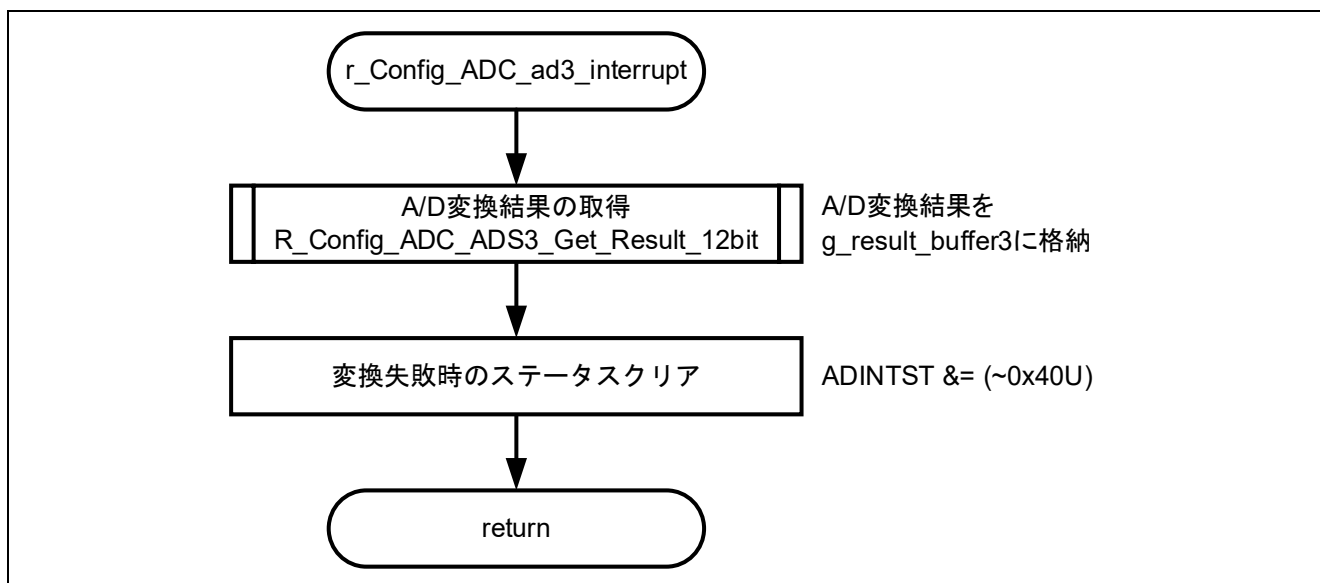 r_Config_ADC_ad3_interrupt
A/D変換結果の取得
R_Config_ADC_ADS3_Get_Result_12bit
A/D変換結果を
g_result_buffer3に格納
変換失敗時のステータスクリア
ADINTST &= (~0x40U)
return